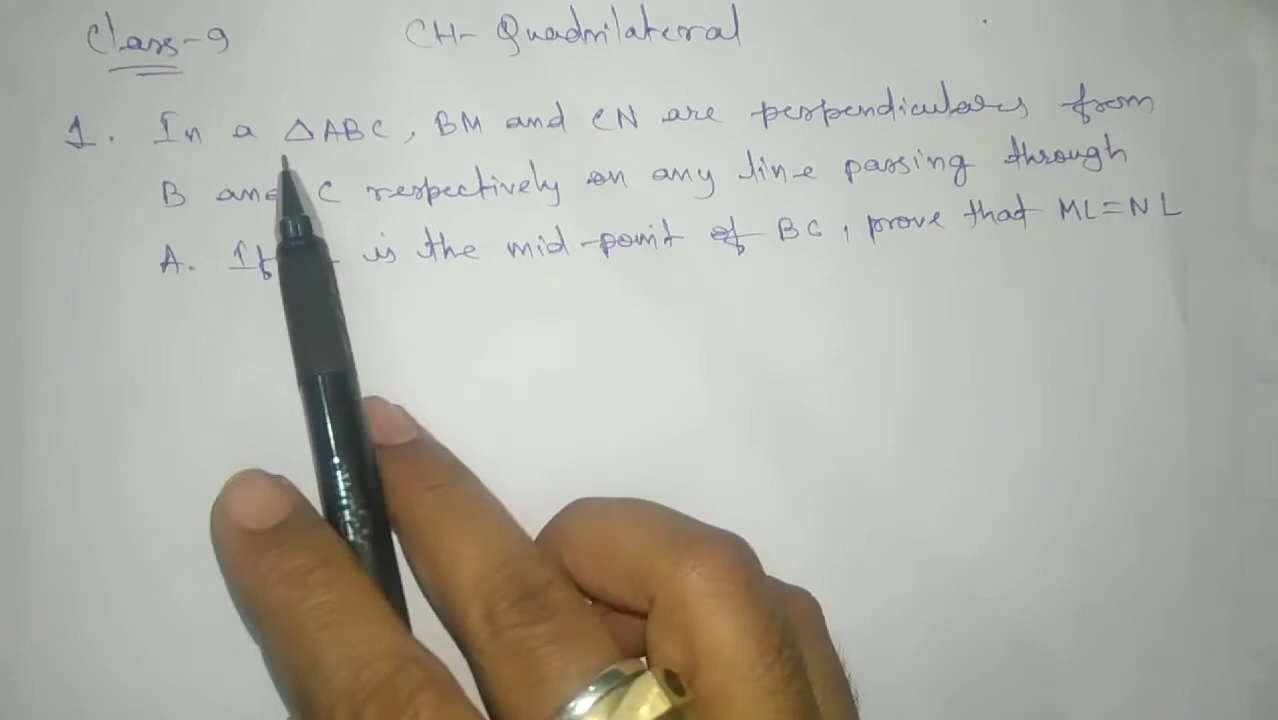 Class-9 CH- Quadrilateral
1. In a △ABC, BM and CN are perpendiculars from
B and C respectively on any line passing through
A. If is the mid-point of BC, prove that ML=NL